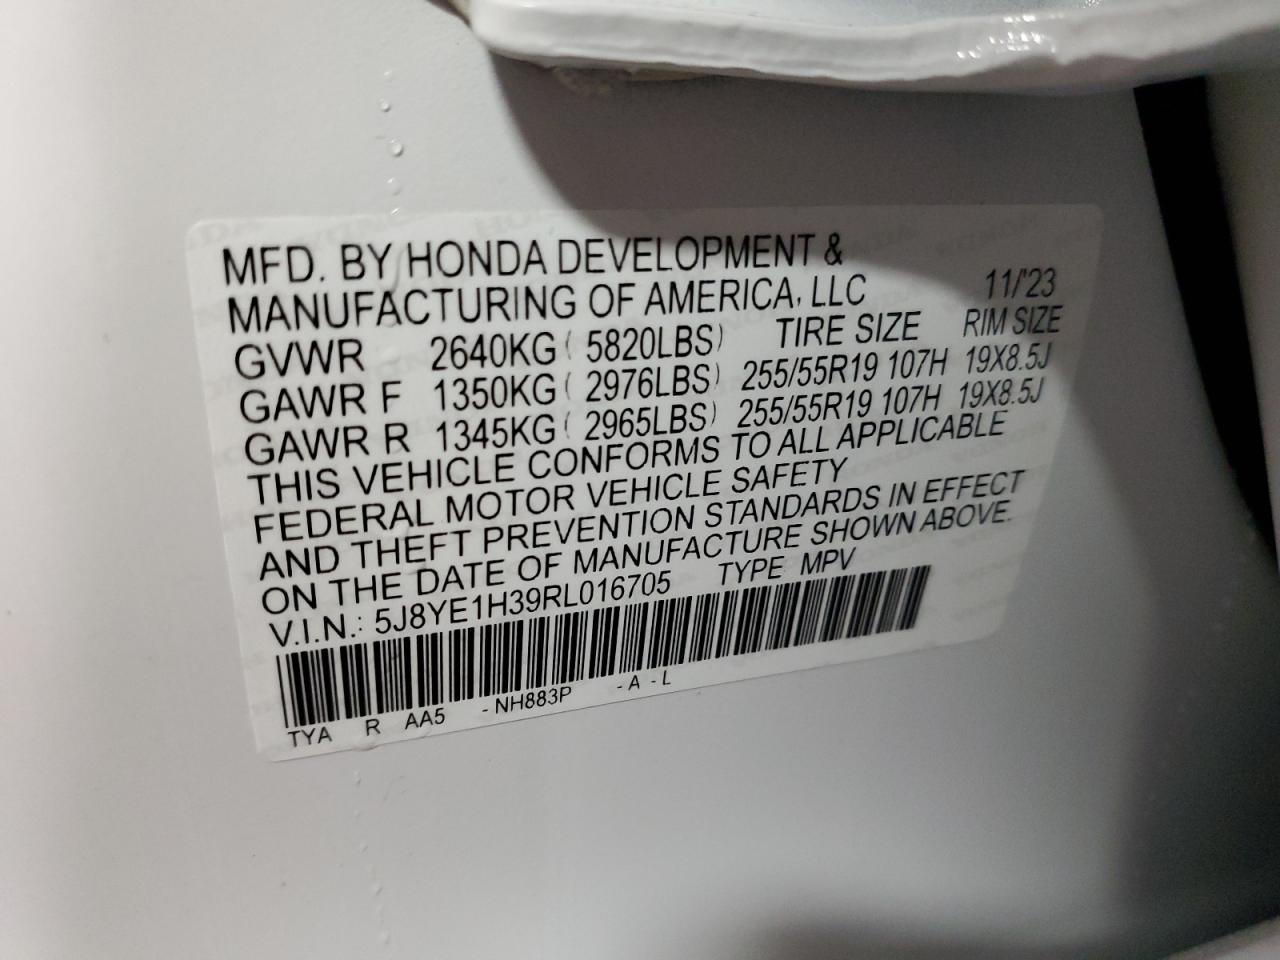 MFD. BY HONDA DEVELOPMENT &
MANUFACTURING OF AMERICA, LLC 11/'23
GVWR 2640KG ( 5820LBS) TIRE SIZE RIM SIZE
GAWR F 1350KG ( 2976LBS) 255/55R19 107H 19X8.5J
GAWR R 1345KG ( 2965LBS) 255/55R19 107H 19X8.5J
THIS VEHICLE CONFORMS TO ALL APPLICABLE
FEDERAL MOTOR VEHICLE SAFETY
AND THEFT PREVENTION STANDARDS IN EFFECT
ON THE DATE OF MANUFACTURE SHOWN ABOVE.
V.I.N.: 5J8YE1H39RL016705 TYPE: MPV
TYA R AA5 - NH883P - A - L